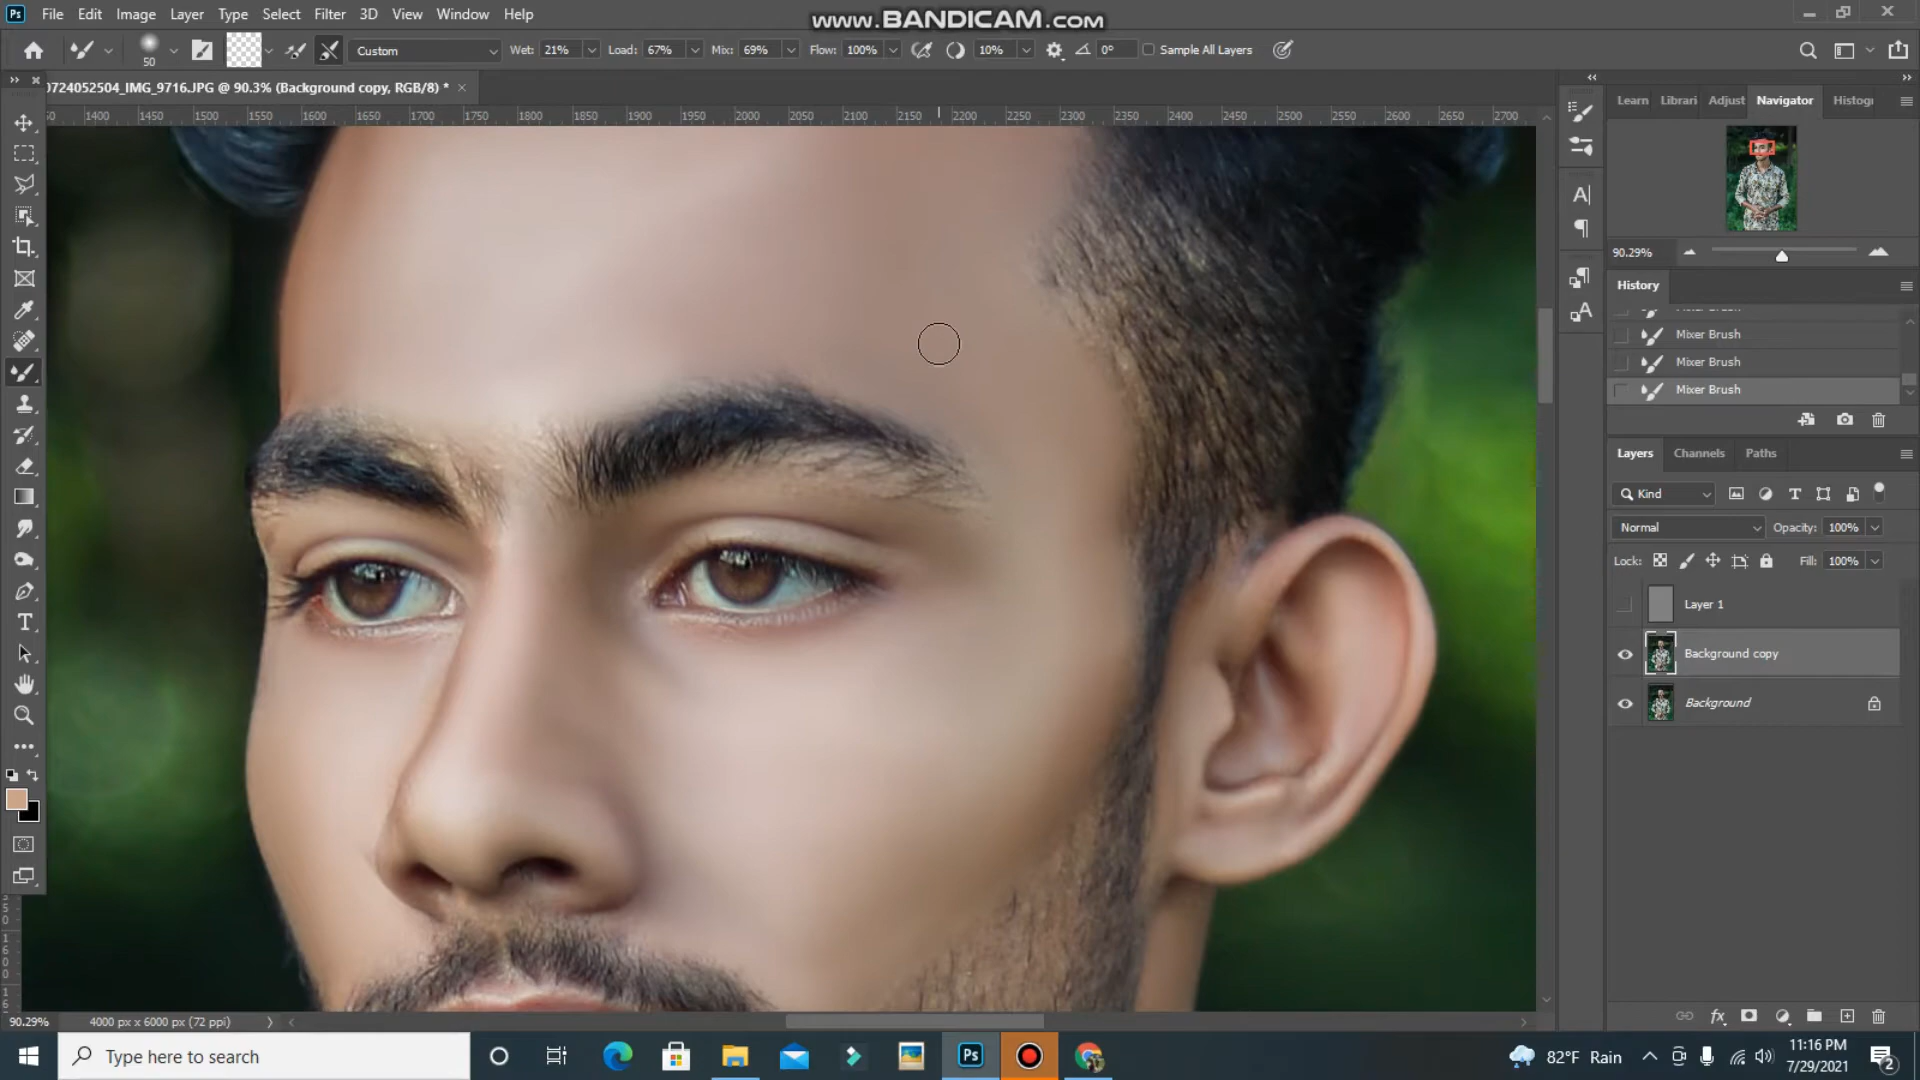 Ps File Edit Image Layer Type Select Filter 3D View Window Help
www.BANDICAM.com
50 Custom Wet: 21% Load: 67% Mix: 69% Flow: 100% 10% 0° Sample All Layers
0724052504_IMG_9716.JPG @ 90.3% (Background copy, RGB/8) *
1400 1450 1500 1550 1600 1650 1700 1750 1800 1850 1900 1950 2000 2050 2100 2150 2200 2250 2300 2350 2400 2450 2500 2550 2600 2650 2700
Learn Librari Adjust Navigator Histog
90.29%
History
Mixer Brush
Mixer Brush
Mixer Brush
Layers Channels Paths
Kind
Normal Opacity: 100%
Lock: Fill: 100%
Layer 1
Background copy
Background
90.29% 4000 px x 6000 px (72 ppi)
Type here to search
Ps
82°F Rain
11:16 PM
7/29/2021
2